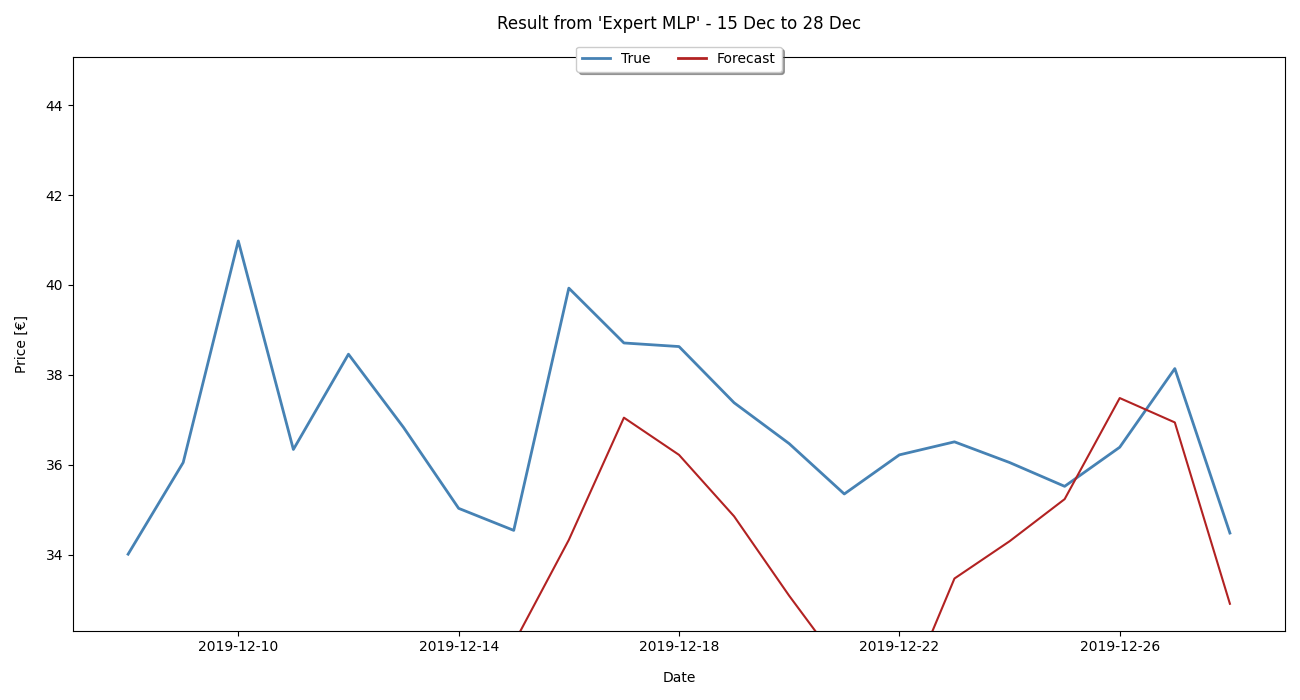 Result from 'Expert MLP' - 15 Dec to 28 Dec
True Forecast
44
42
40
38
36
34
Price [€]
2019-12-10 2019-12-14 2019-12-18 2019-12-22 2019-12-26
Date